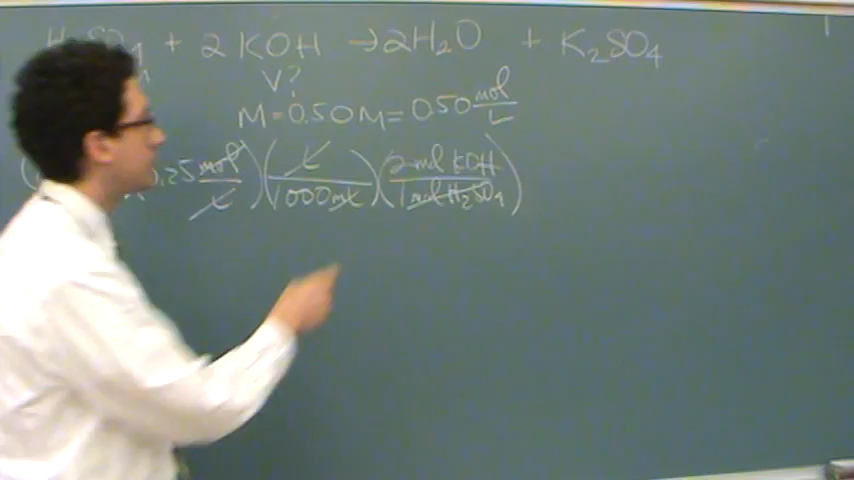 H2SO4 + 2 KOH → 2H2O + K2SO4
V?
M = 0.50 M = 0.50 mol/L
0.25 mol/L)(L/1000 mL)(2 mol KOH/1 mol H2SO4)